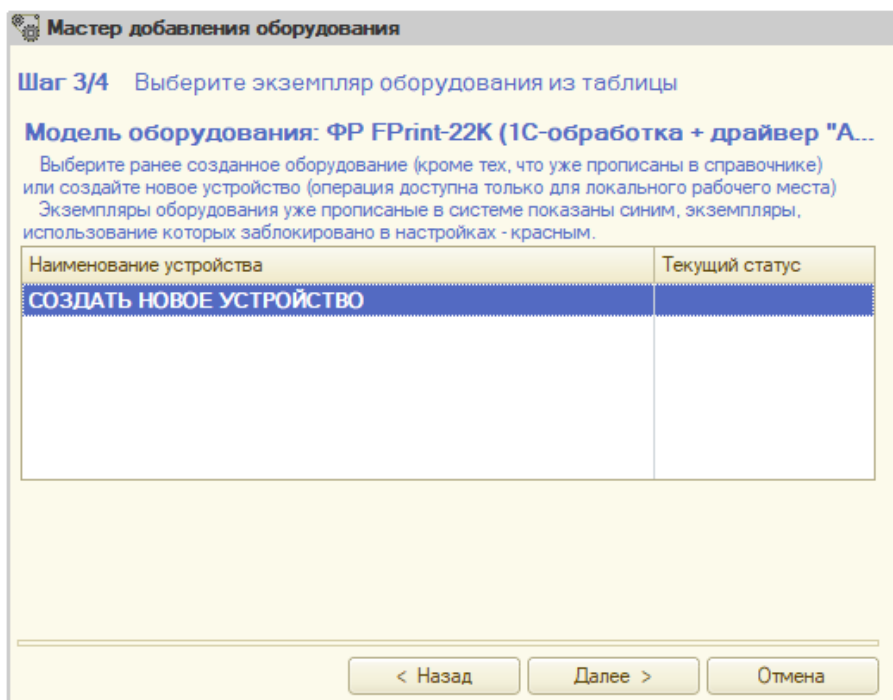 Мастер добавления оборудования
Шаг 3/4 Выберите экземпляр оборудования из таблицы
Модель оборудования: ФР FPrint-22K (1С-обработка + драйвер "А...
Выберите ранее созданное оборудование (кроме тех, что уже прописаны в справочнике)
или создайте новое устройство (операция доступна только для локального рабочего места)
Экземпляры оборудования уже прописаные в системе показаны синим, экземпляры,
использование которых заблокировано в настройках - красным.
Наименование устройства Текущий статус
СОЗДАТЬ НОВОЕ УСТРОЙСТВО
< Назад Далее > Отмена